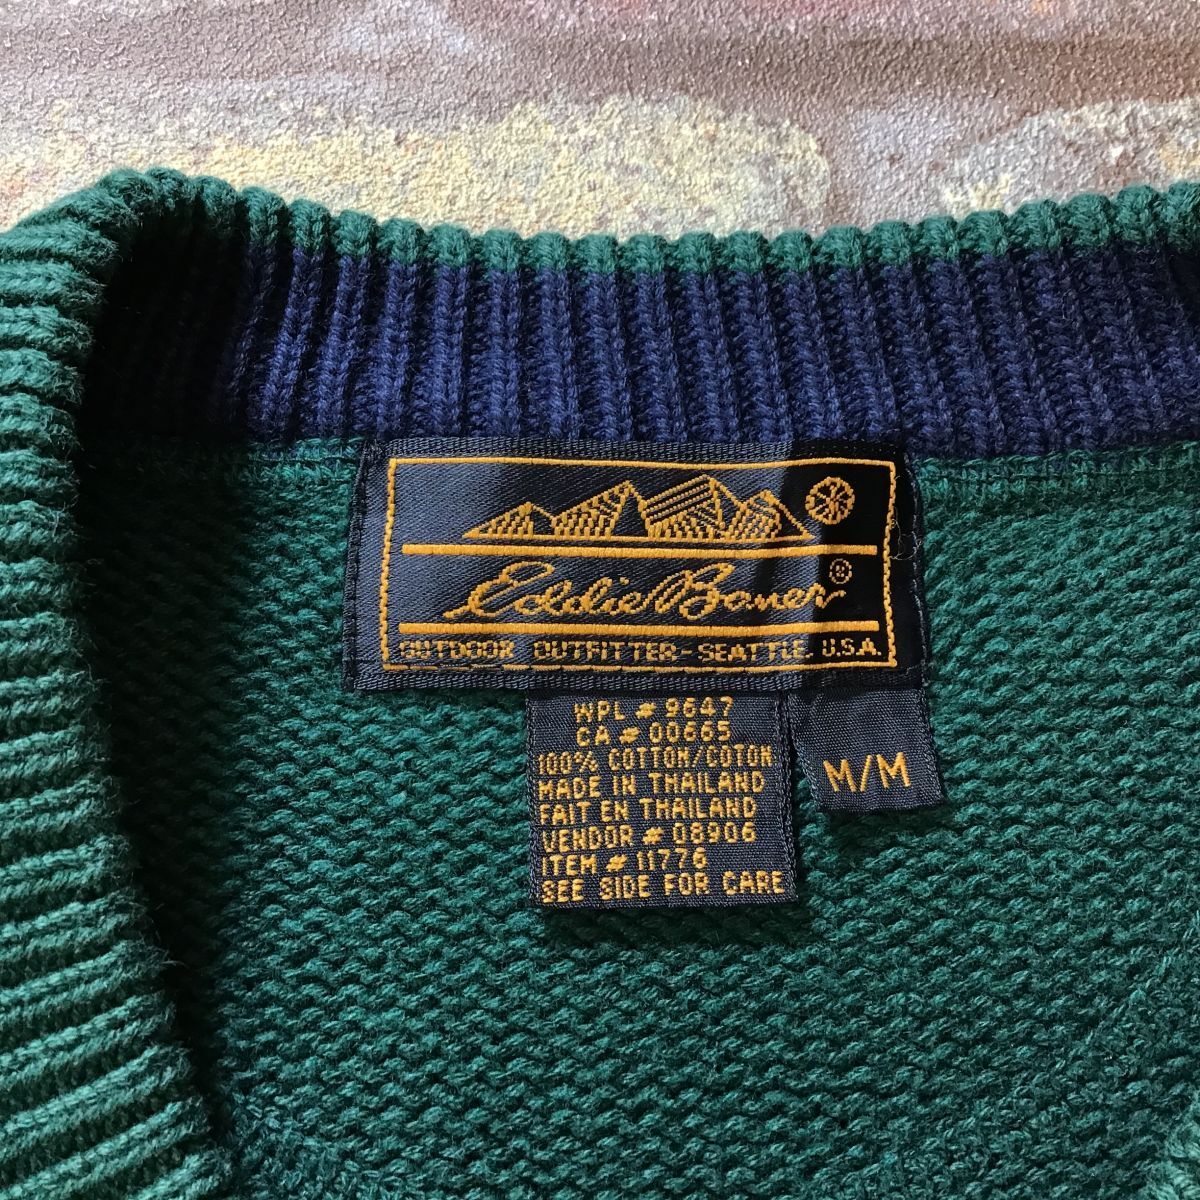 Eddie Bauer®
OUTDOOR OUTFITTER-SEATTLE, U.S.A.
WPL # 9647
CA # 00665
100% COTTON/COTON
MADE IN THAILAND
FAIT EN THAILAND
VENDOR # 08906
ITEM # 11776
SEE SIDE FOR CARE
M/M